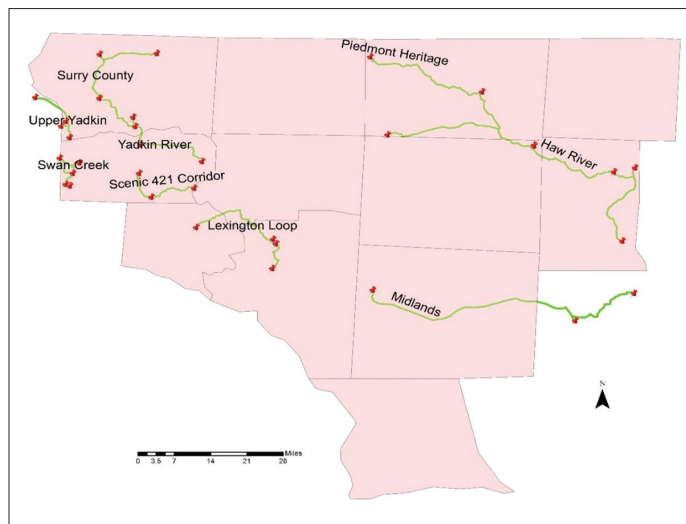 Piedmont Heritage
Surry County
Upper Yadkin
Yadkin River
Haw River
Swan Creek
Scenic 421 Corridor
Lexington Loop
Midlands
N
Miles
0 3.5 7 14 21 28